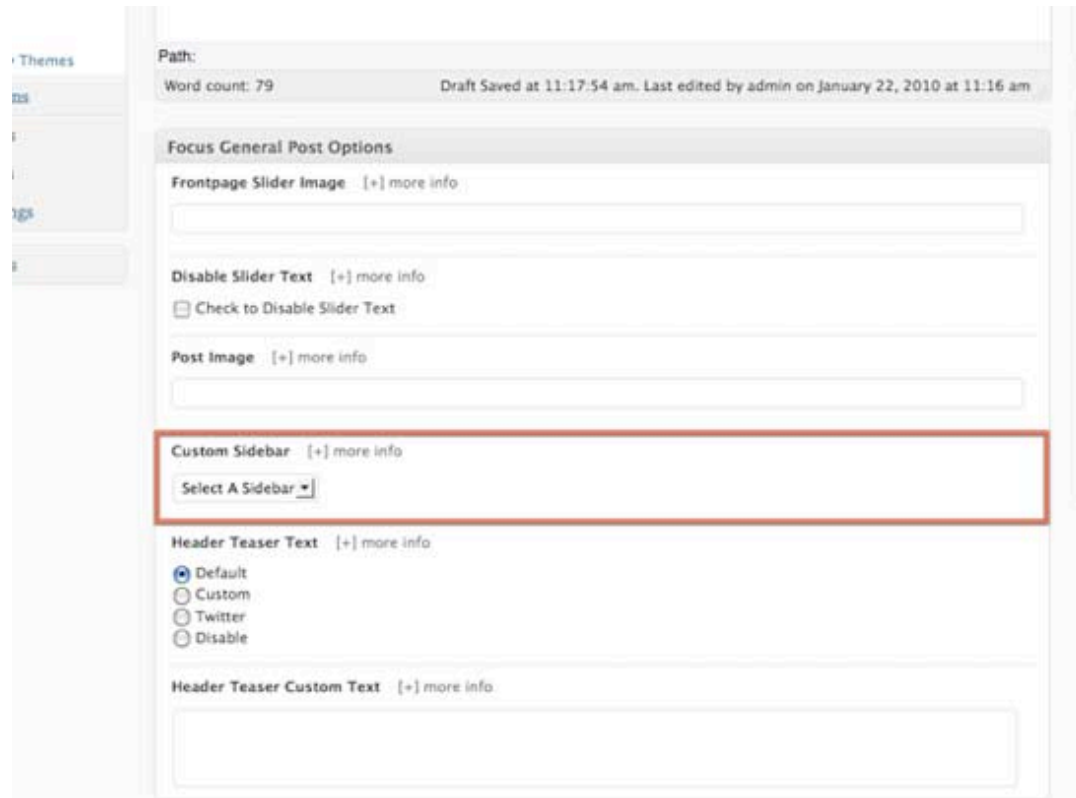 Themes
Path:
Word count: 79 Draft Saved at 11:17:54 am. Last edited by admin on January 22, 2010 at 11:16 am
Focus General Post Options
Frontpage Slider Image [+] more info
Disable Slider Text [+] more info
Check to Disable Slider Text
Post Image [+] more info
Custom Sidebar [+] more info
Select A Sidebar
Header Teaser Text [+] more info
Default
Custom
Twitter
Disable
Header Teaser Custom Text [+] more info